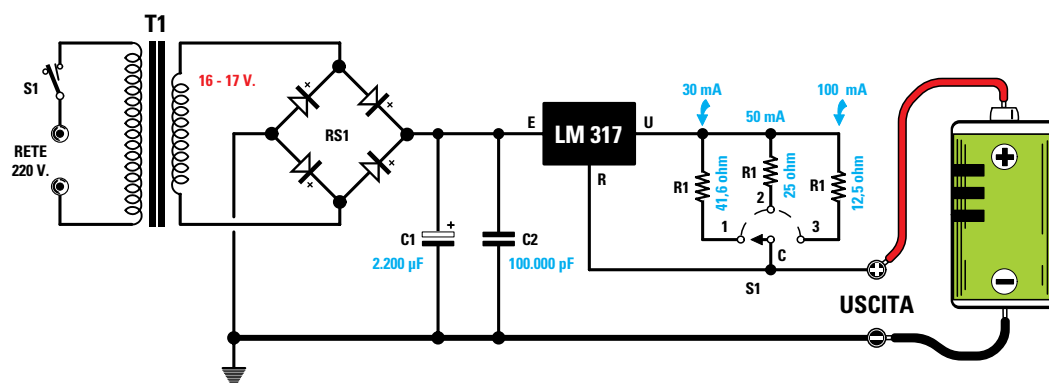 T1
S1
16 - 17 V.
RETE
220 V.
RS1
E
LM 317
U
R
30 mA
50 mA
100 mA
R1
41,6 ohm
R1
25 ohm
R1
12,5 ohm
1
2
3
C
S1
C1
+
2.200 µF
C2
100.000 pF
USCITA
+
−
+
−